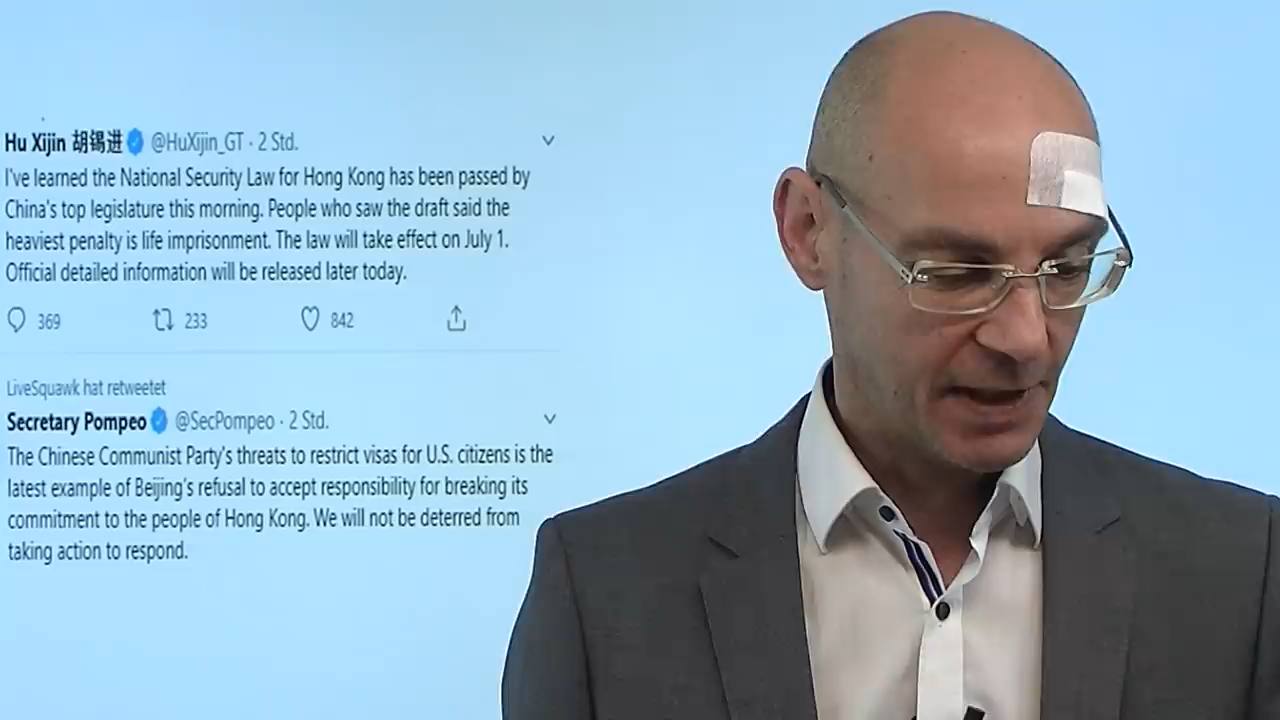 Hu Xijin 胡锡进 @HuXijin_GT · 2 Std.
I've learned the National Security Law for Hong Kong has been passed by
China's top legislature this morning. People who saw the draft said the
heaviest penalty is life imprisonment. The law will take effect on July 1.
Official detailed information will be released later today.
369 233 842
LiveSquawk hat retweetet
Secretary Pompeo @SecPompeo · 2 Std.
The Chinese Communist Party's threats to restrict visas for U.S. citizens is the
latest example of Beijing's refusal to accept responsibility for breaking its
commitment to the people of Hong Kong. We will not be deterred from
taking action to respond.